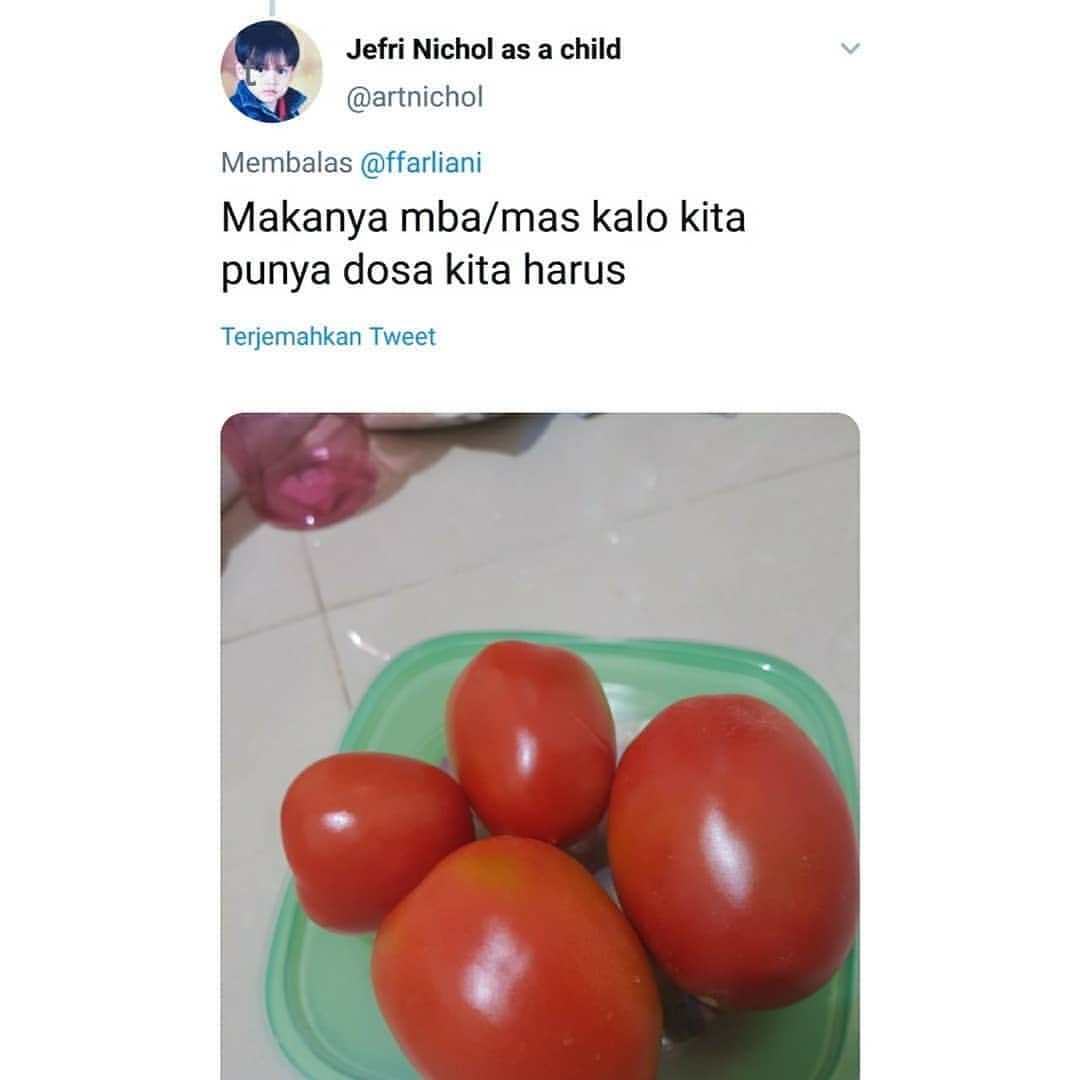 Jefri Nichol as a child
@artnichol
Membalas @ffarliani
Makanya mba/mas kalo kita
punya dosa kita harus
Terjemahkan Tweet